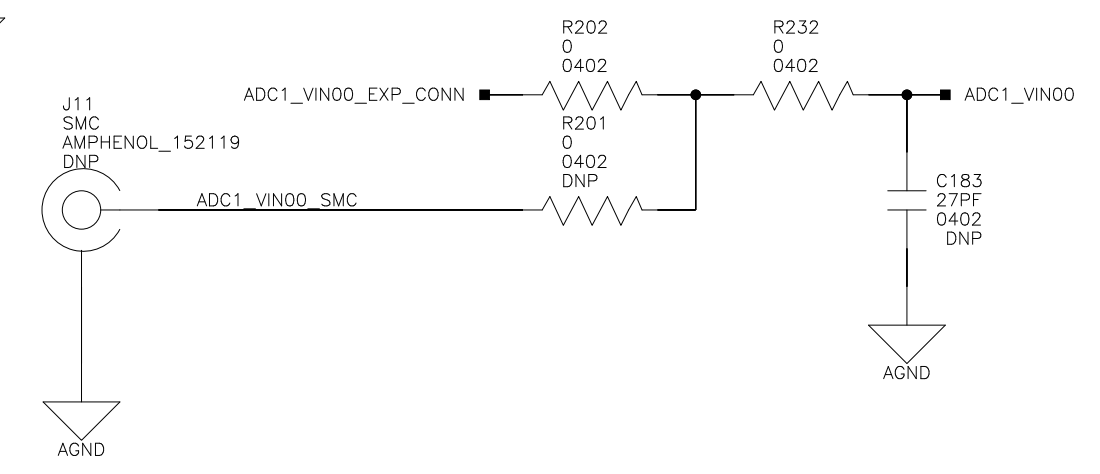 R202
0
0402
R232
0
0402
ADC1_VIN00_EXP_CONN
ADC1_VIN00
J11
SMC
AMPHENOL_152119
DNP
R201
0
0402
DNP
ADC1_VIN00_SMC
C183
27PF
0402
DNP
AGND
AGND